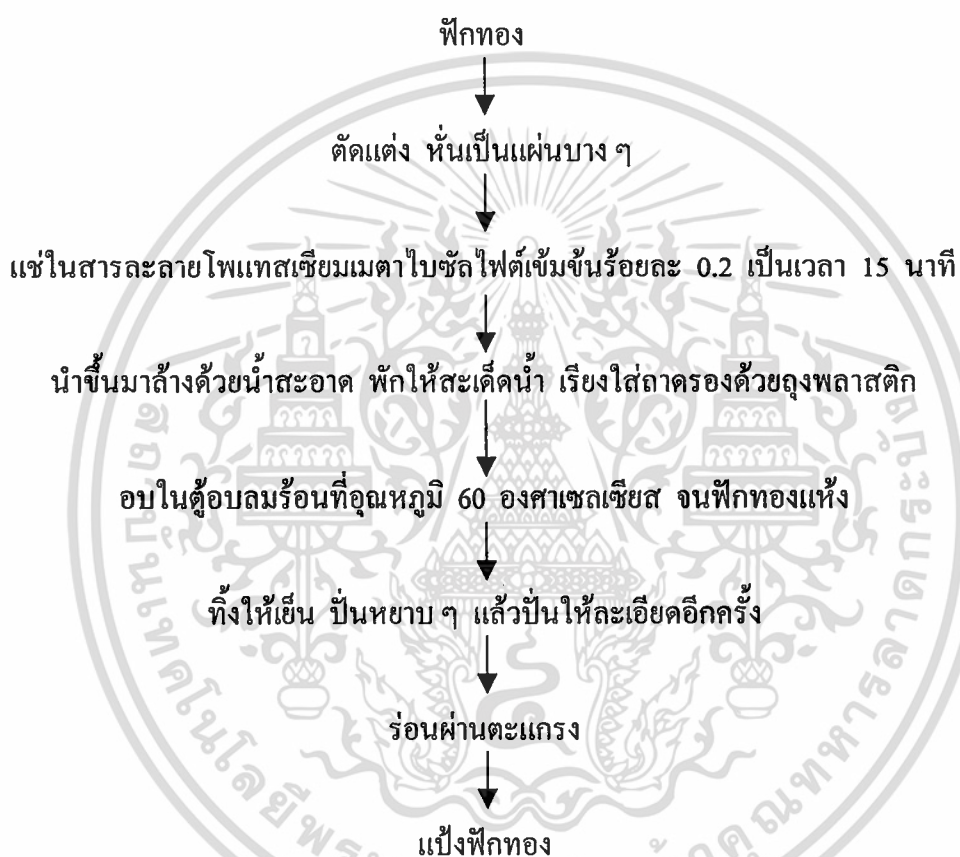 ฟักทอง
ตัดแต่ง หั่นเป็นแผ่นบาง ๆ
แช่ในสารละลายโพแทสเซียมเมตาไบซัลไฟต์เข้มข้นร้อยละ 0.2 เป็นเวลา 15 นาที
นำขึ้นมาล้างด้วยน้ำสะอาด พักให้สะเด็ดน้ำ เรียงใส่ถาดรองด้วยถุงพลาสติก
อบในตู้อบลมร้อนที่อุณหภูมิ 60 องศาเซลเซียส จนฟักทองแห้ง
ทิ้งให้เย็น ปั่นหยาบ ๆ แล้วปั่นให้ละเอียดอีกครั้ง
ร่อนผ่านตะแกรง
แป้งฟักทอง